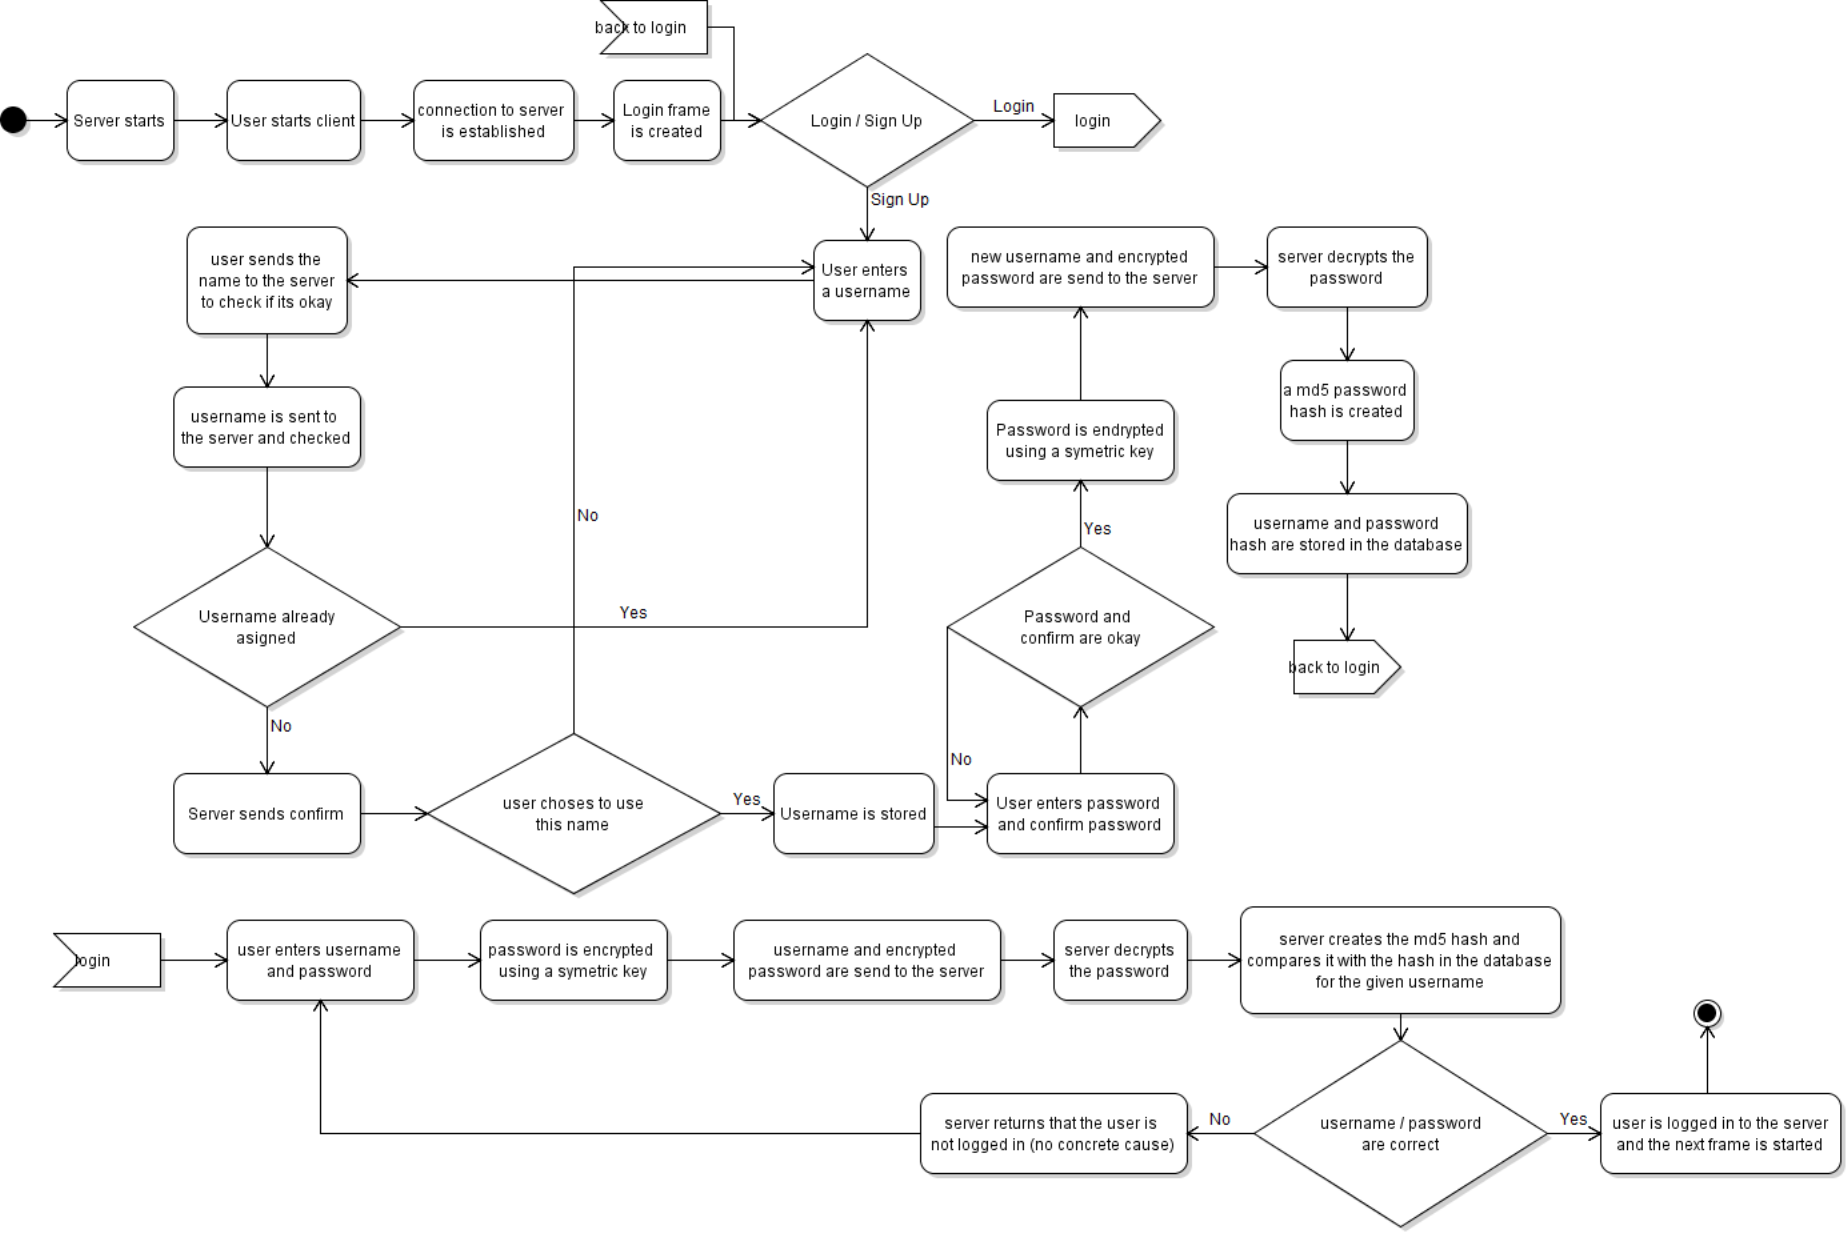 back to login
Server starts
User starts client
connection to server
is established
Login frame
is created
Login / Sign Up
Login
login
Sign Up
user sends the
name to the server
to check if its okay
User enters
a username
new username and encrypted
password are send to the server
server decrypts the
password
username is sent to
the server and checked
Password is endrypted
using a symetric key
a md5 password
hash is created
No
Yes
username and password
hash are stored in the database
Username already
asigned
Yes
Password and
confirm are okay
back to login
No
No
Server sends confirm
user choses to use
this name
Yes
Username is stored
User enters password
and confirm password
login
user enters username
and password
password is encrypted
using a symetric key
username and encrypted
password are send to the server
server decrypts
the password
server creates the md5 hash and
compares it with the hash in the database
for the given username
server returns that the user is
not logged in (no concrete cause)
No
username / password
are correct
Yes
user is logged in to the server
and the next frame is started